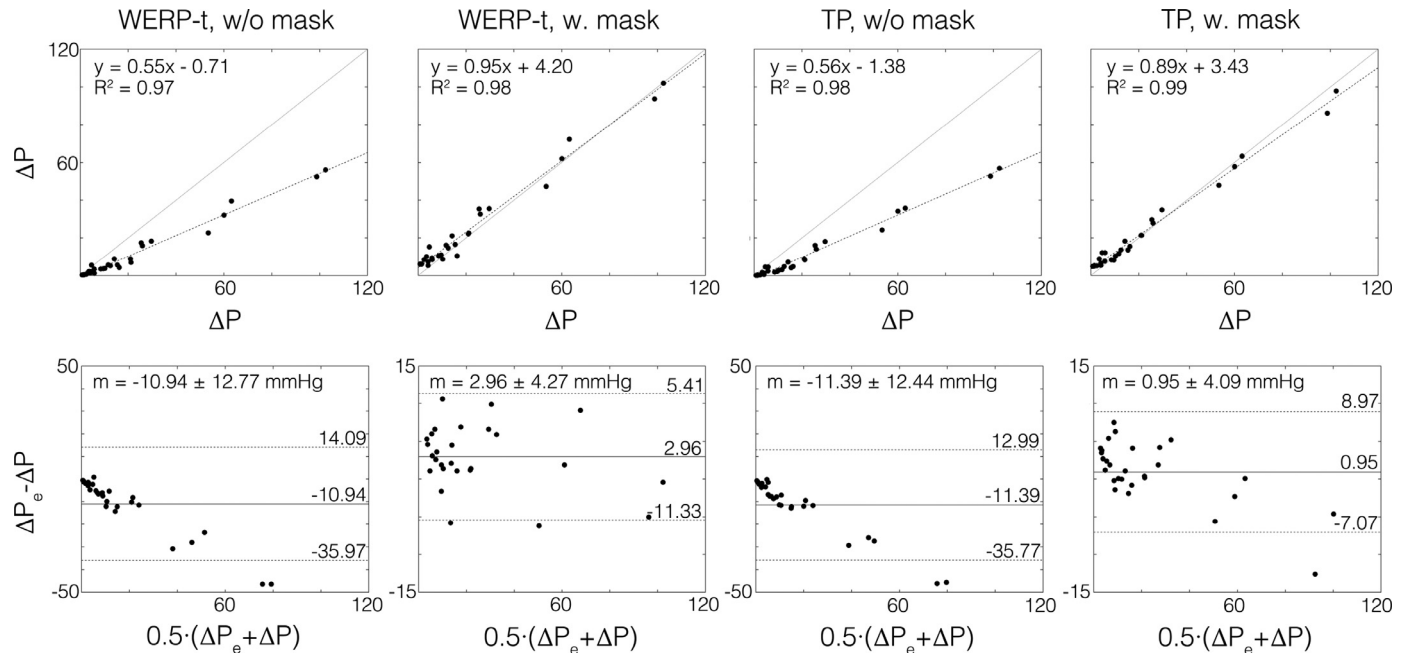 WERP-t, w/o mask
WERP-t, w. mask
TP, w/o mask
TP, w. mask
120
60
ΔP
y = 0.55x - 0.71
R² = 0.97
60
120
ΔP
y = 0.95x + 4.20
R² = 0.98
60
120
ΔP
y = 0.56x - 1.38
R² = 0.98
60
120
ΔP
y = 0.89x + 3.43
R² = 0.99
60
120
ΔP
50
-50
ΔPₑ-ΔP
m = -10.94 ± 12.77 mmHg
14.09
-10.94
-35.97
60
120
0.5·(ΔPₑ+ΔP)
15
-15
m = 2.96 ± 4.27 mmHg
5.41
2.96
-11.33
60
120
0.5·(ΔPₑ+ΔP)
50
-50
m = -11.39 ± 12.44 mmHg
12.99
-11.39
-35.77
60
120
0.5·(ΔPₑ+ΔP)
15
-15
m = 0.95 ± 4.09 mmHg
8.97
0.95
-7.07
60
120
0.5·(ΔPₑ+ΔP)